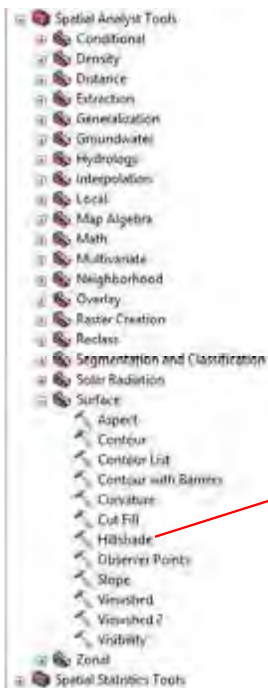 Spatial Analyst Tools
Conditional
Density
Distance
Extraction
Generalization
Groundwater
Hydrology
Interpolation
Local
Map Algebra
Math
Multivariate
Neighborhood
Overlay
Raster Creation
Reclass
Segmentation and Classification
Solar Radiation
Surface
Aspect
Contour
Contour List
Contour with Barriers
Curvature
Cut Fill
Hillshade
Observer Points
Slope
Viewshed
Viewshed 2
Visibility
Zonal
Spatial Statistics Tools